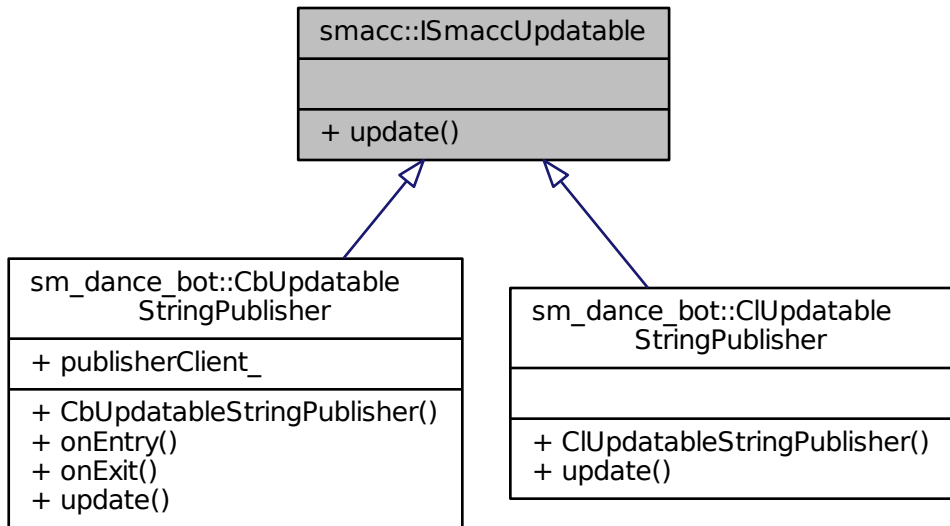 smacc::ISmaccUpdatable
+ update()
sm_dance_bot::CbUpdatable
StringPublisher
+ publisherClient_
+ CbUpdatableStringPublisher()
+ onEntry()
+ onExit()
+ update()
sm_dance_bot::ClUpdatable
StringPublisher
+ ClUpdatableStringPublisher()
+ update()